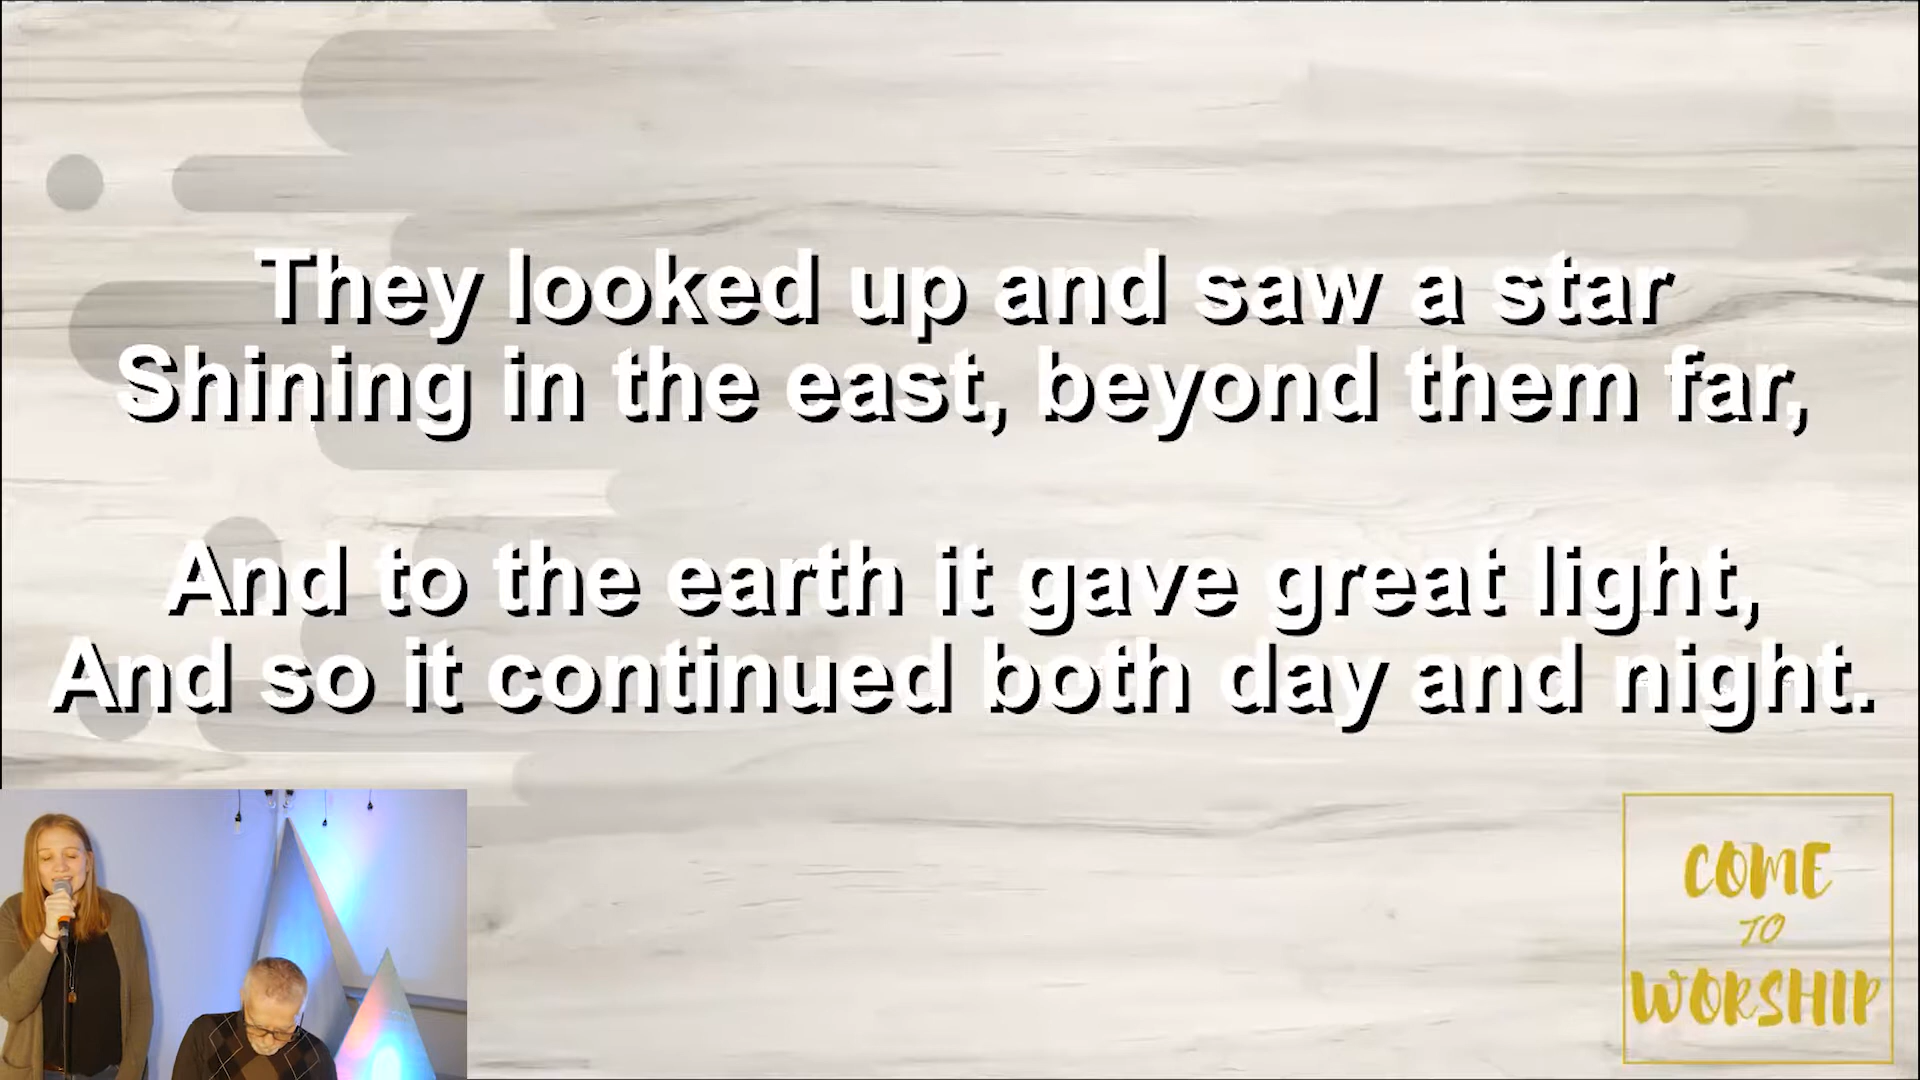 They looked up and saw a star
Shining in the east, beyond them far,
And to the earth it gave great light,
And so it continued both day and night.
COME
TO
WORSHIP